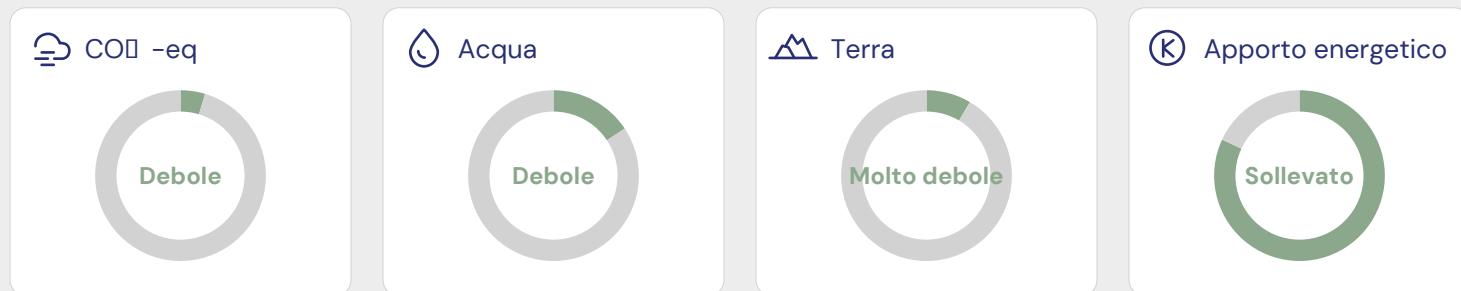 CO▯ -eq
Acqua
Terra
Apporto energetico
Debole
Debole
Molto debole
Sollevato